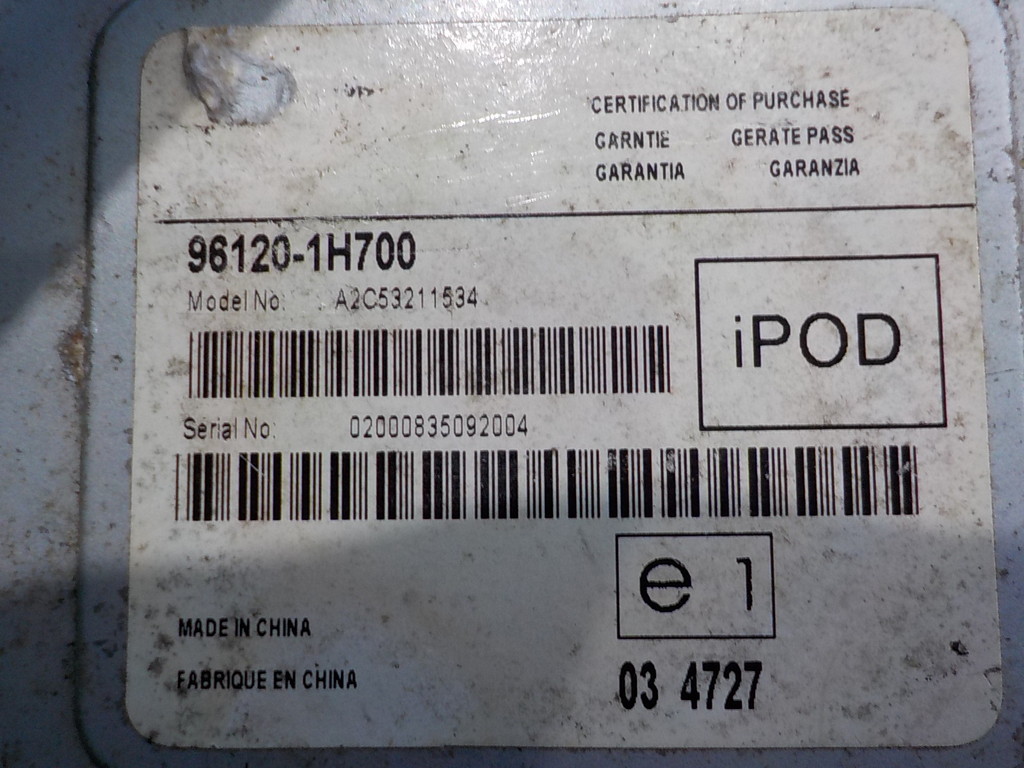 CERTIFICATION OF PURCHASE
GARNTIE GERATE PASS
GARANTIA GARANZIA
96120-1H700
Model No: A2C53211534
iPOD
Serial No: 02000835092004
e 1
MADE IN CHINA
FABRIQUE EN CHINA
03 4727